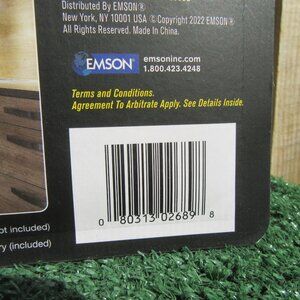 Distributed By EMSON®
New York, NY 10001 USA © Copyright 2022 EMSON®
All Rights Reserved. Made In China.
EMSON®
emsoninc.com
1.800.423.4248
Terms and Conditions.
Agreement To Arbitrate Apply. See Details Inside.
0 80313 02689 8
ot included)
ry (included)